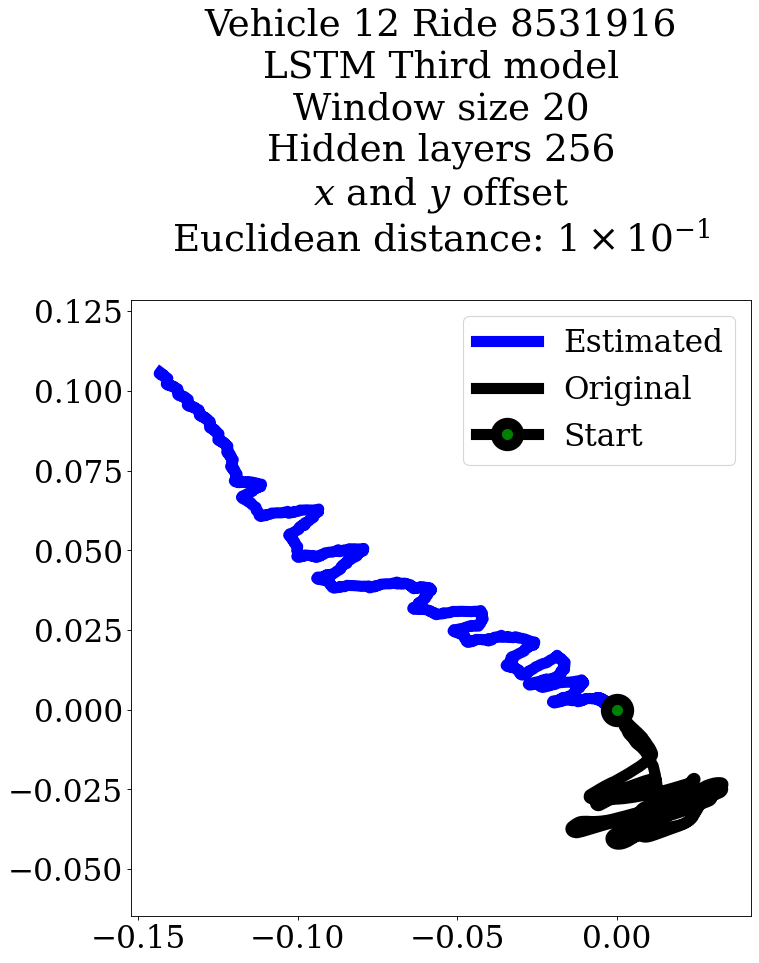 Vehicle 12 Ride 8531916
LSTM Third model
Window size 20
Hidden layers 256
x and y offset
Euclidean distance: 1 × 10⁻¹
Estimated
Original
Start
0.125
0.100
0.075
0.050
0.025
0.000
−0.025
−0.050
−0.15 −0.10 −0.05 0.00